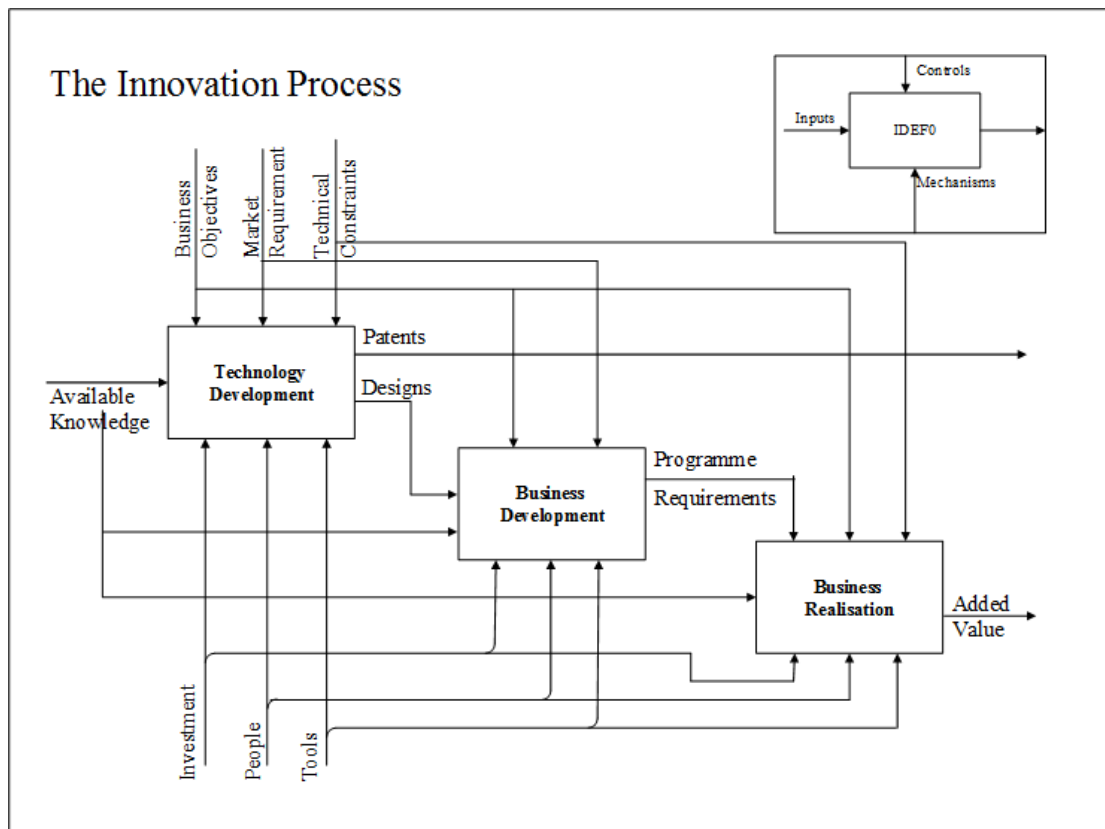 The Innovation Process
Controls
Inputs
IDEF0
Mechanisms
Business
Objectives
Market
Requirement
Technical
Constraints
Patents
Technology
Development
Designs
Available
Knowledge
Programme
Requirements
Business
Development
Business
Realisation
Added
Value
Investment
People
Tools